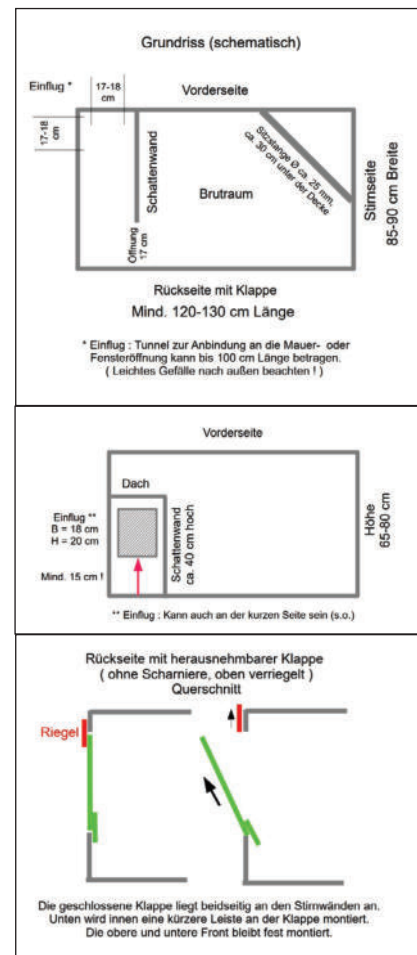 Grundriss (schematisch)
Einflug *
17-18
cm
Vorderseite
17-18
cm
Schattenwand
Öffnung
17 cm
Brutraum
Sitzstange Ø ca. 25 mm,
ca. 30 cm unter der Decke
Stirnseite
85-90 cm Breite
Rückseite mit Klappe
Mind. 120-130 cm Länge
* Einflug : Tunnel zur Anbindung an die Mauer- oder
Fensteröffnung kann bis 100 cm Länge betragen.
( Leichtes Gefälle nach außen beachten ! )
Vorderseite
Dach
Einflug **
B = 18 cm
H = 20 cm
Mind. 15 cm !
Schattenwand
ca. 40 cm hoch
Höhe
65-80 cm
** Einflug : Kann auch an der kurzen Seite sein (s.o.)
Rückseite mit herausnehmbarer Klappe
( ohne Scharniere, oben verriegelt )
Querschnitt
Riegel
Die geschlossene Klappe liegt beidseitig an den Stirnwänden an.
Unten wird innen eine kürzere Leiste an der Klappe montiert.
Die obere und untere Front bleibt fest montiert.